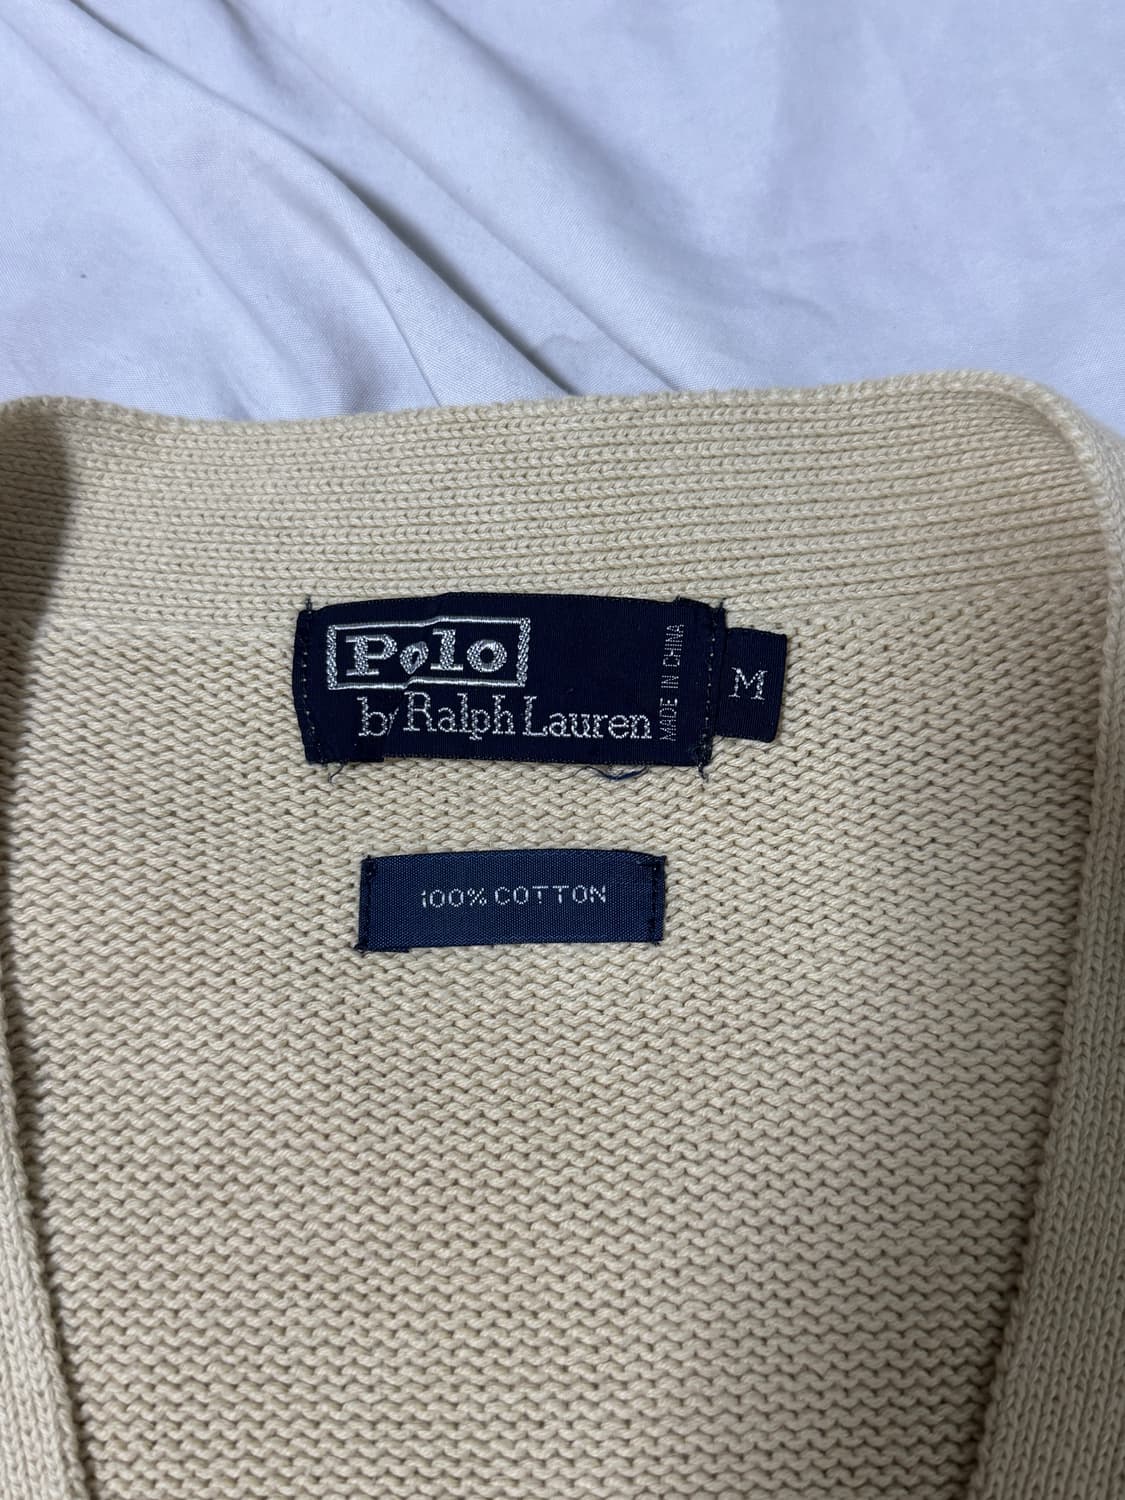 Polo
by Ralph Lauren
MADE IN CHINA
M
100% COTTON